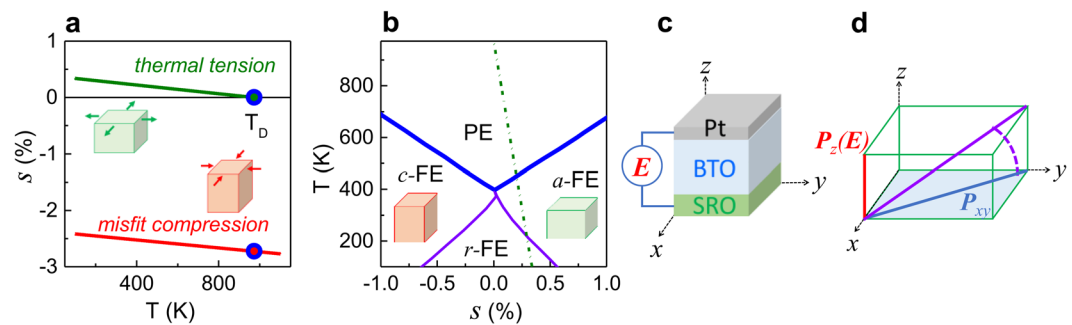 a
1
0
-1
-2
-3
s (%)
thermal tension
T_D
misfit compression
400
800
T (K)
b
800
600
400
200
T (K)
PE
c-FE
a-FE
r-FE
-1.0
-0.5
0.0
0.5
1.0
s (%)
c
z
Pt
E
BTO
SRO
y
x
d
z
P_z(E)
y
P_xy
x